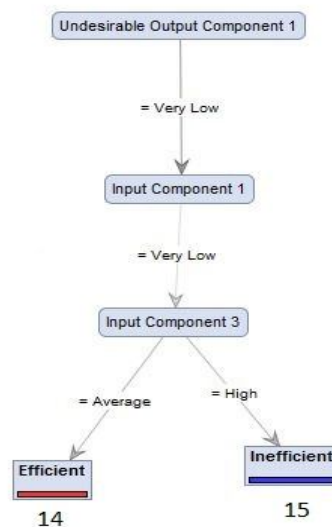 Undesirable Output Component 1
= Very Low
Input Component 1
= Very Low
Input Component 3
= Average
= High
Efficient
Inefficient
14
15